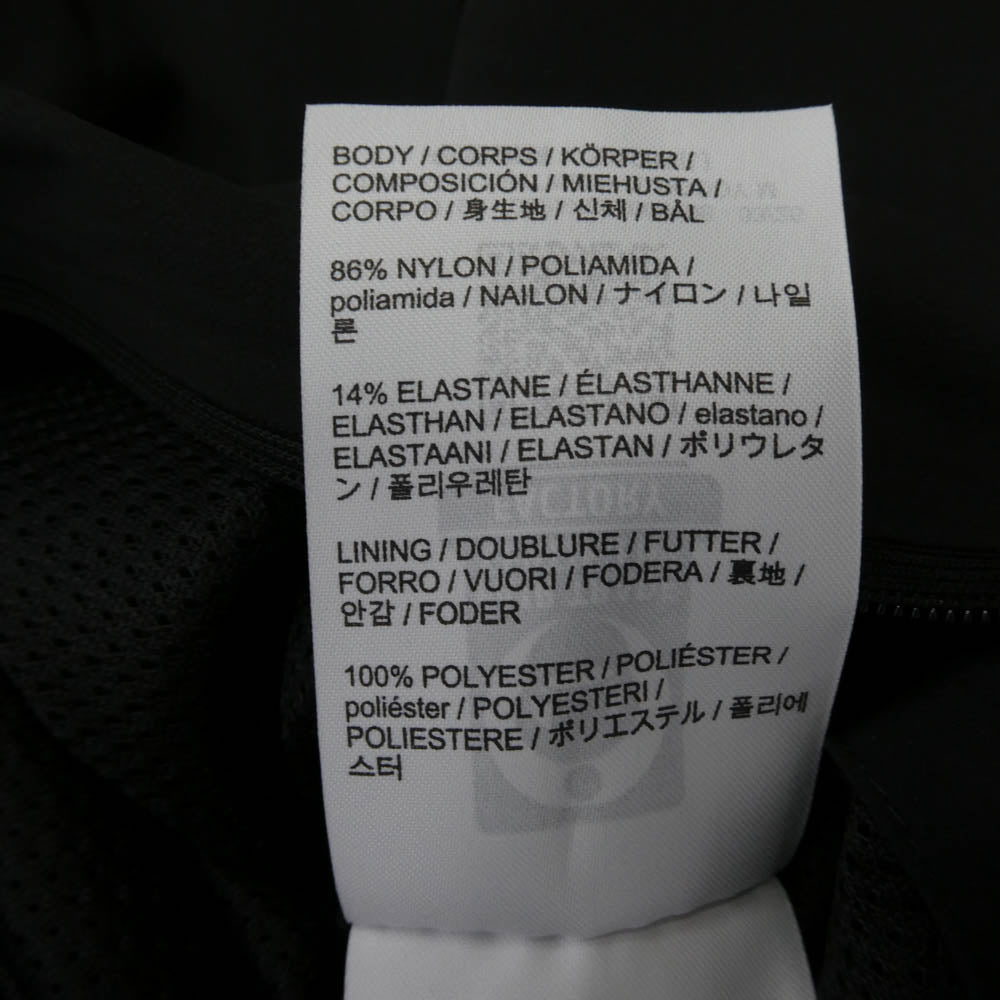 BODY / CORPS / KÖRPER /
COMPOSICIÓN / MIEHUSTA /
CORPO / 身生地 / 신체 / BÅL
86% NYLON / POLIAMIDA /
poliamida / NAILON / ナイロン / 나일
론
14% ELASTANE / ÉLASTHANNE /
ELASTHAN / ELASTANO / elastano /
ELASTAANI / ELASTAN / ポリウレタ
ン / 폴리우레탄
FACTORY
LINING / DOUBLURE / FUTTER /
FORRO / VUORI / FODERA / 裏地 /
안감 / FODER
100% POLYESTER / POLIÉSTER /
poliéster / POLYESTERI /
POLIESTERE / ポリエステル / 폴리에
스터